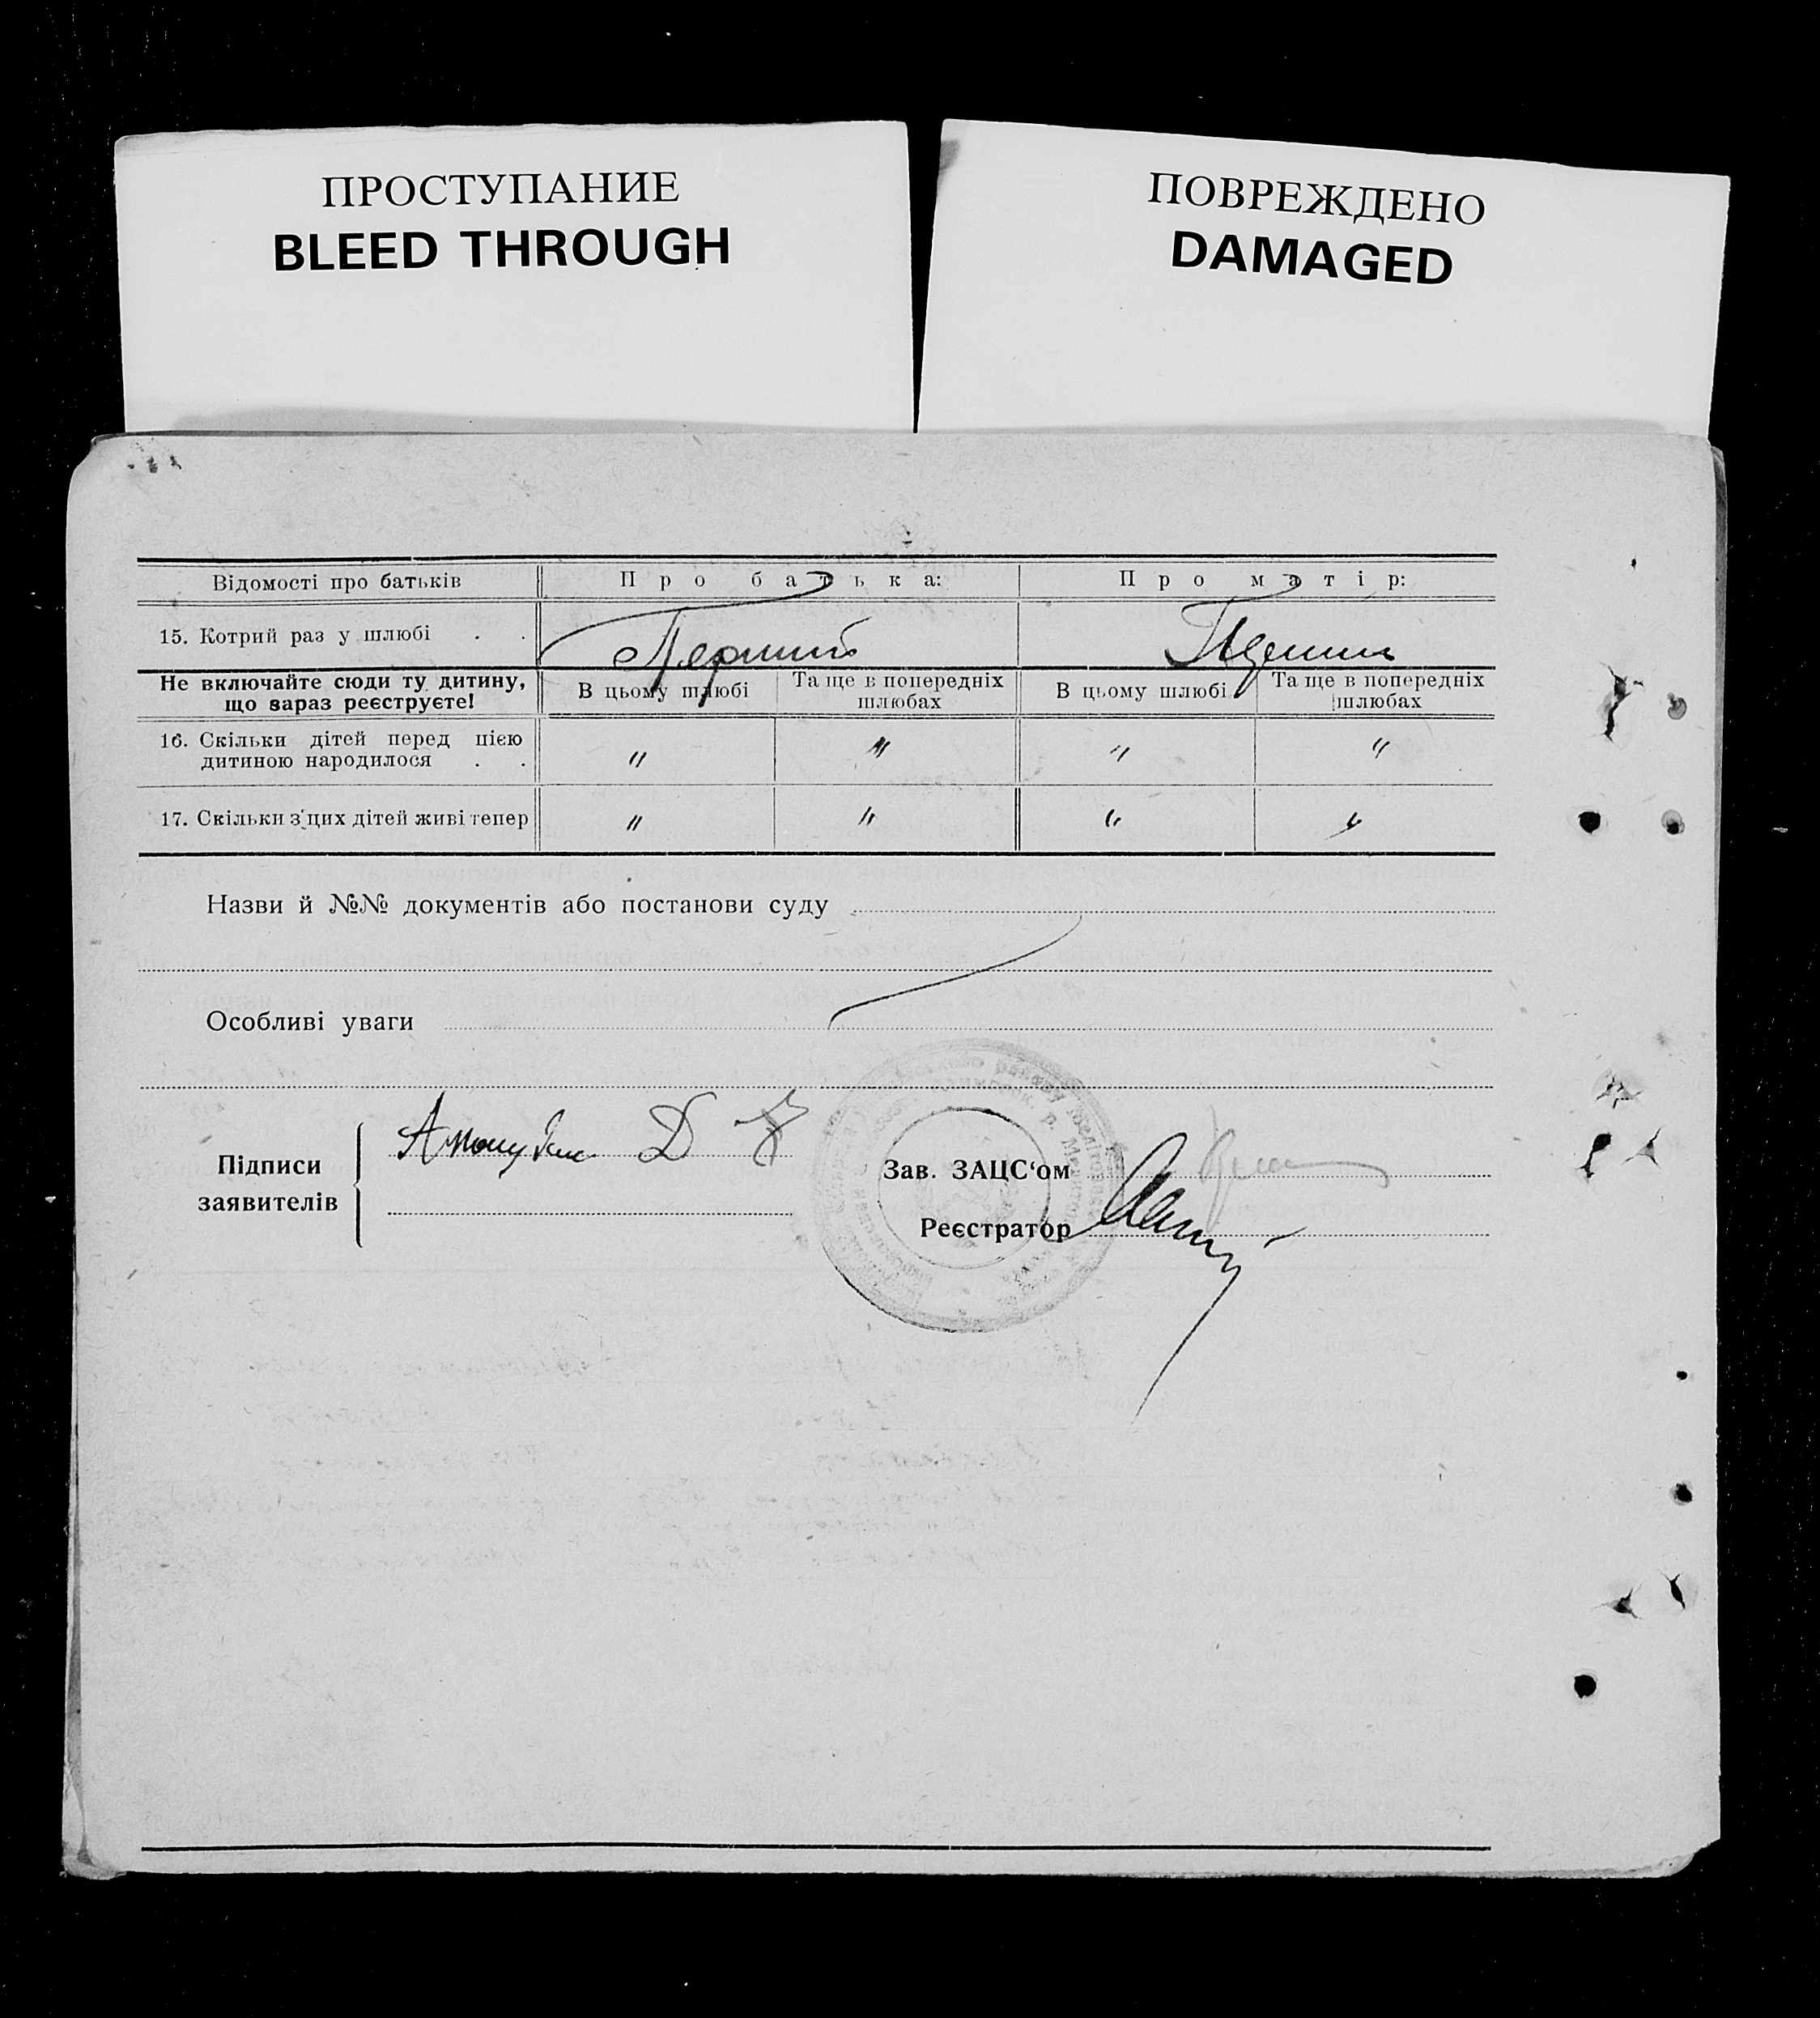 ПРОСТУПАНИЕ
BLEED THROUGH
ПОВРЕЖДЕНО
DAMAGED
Відомості про батьків
Про батька:
Про матір:
15. Котрий раз у шлюбі . .
Перший
Не включайте сюди ту дитину,
що зараз реєструєте!
В цьому шлюбі
Та ще в попередніх
шлюбах
В цьому шлюбі
Та ще в попередніх
шлюбах
16. Скільки дітей перед цією
дитиною народилося . .
" " " "
17. Скільки з цих дітей живі тепер
" " " "
Назви й №№ документів або постанови суду
Особливі уваги
Підписи
заявителів
Д
Зав. ЗАЦС'ом
Реєстратор